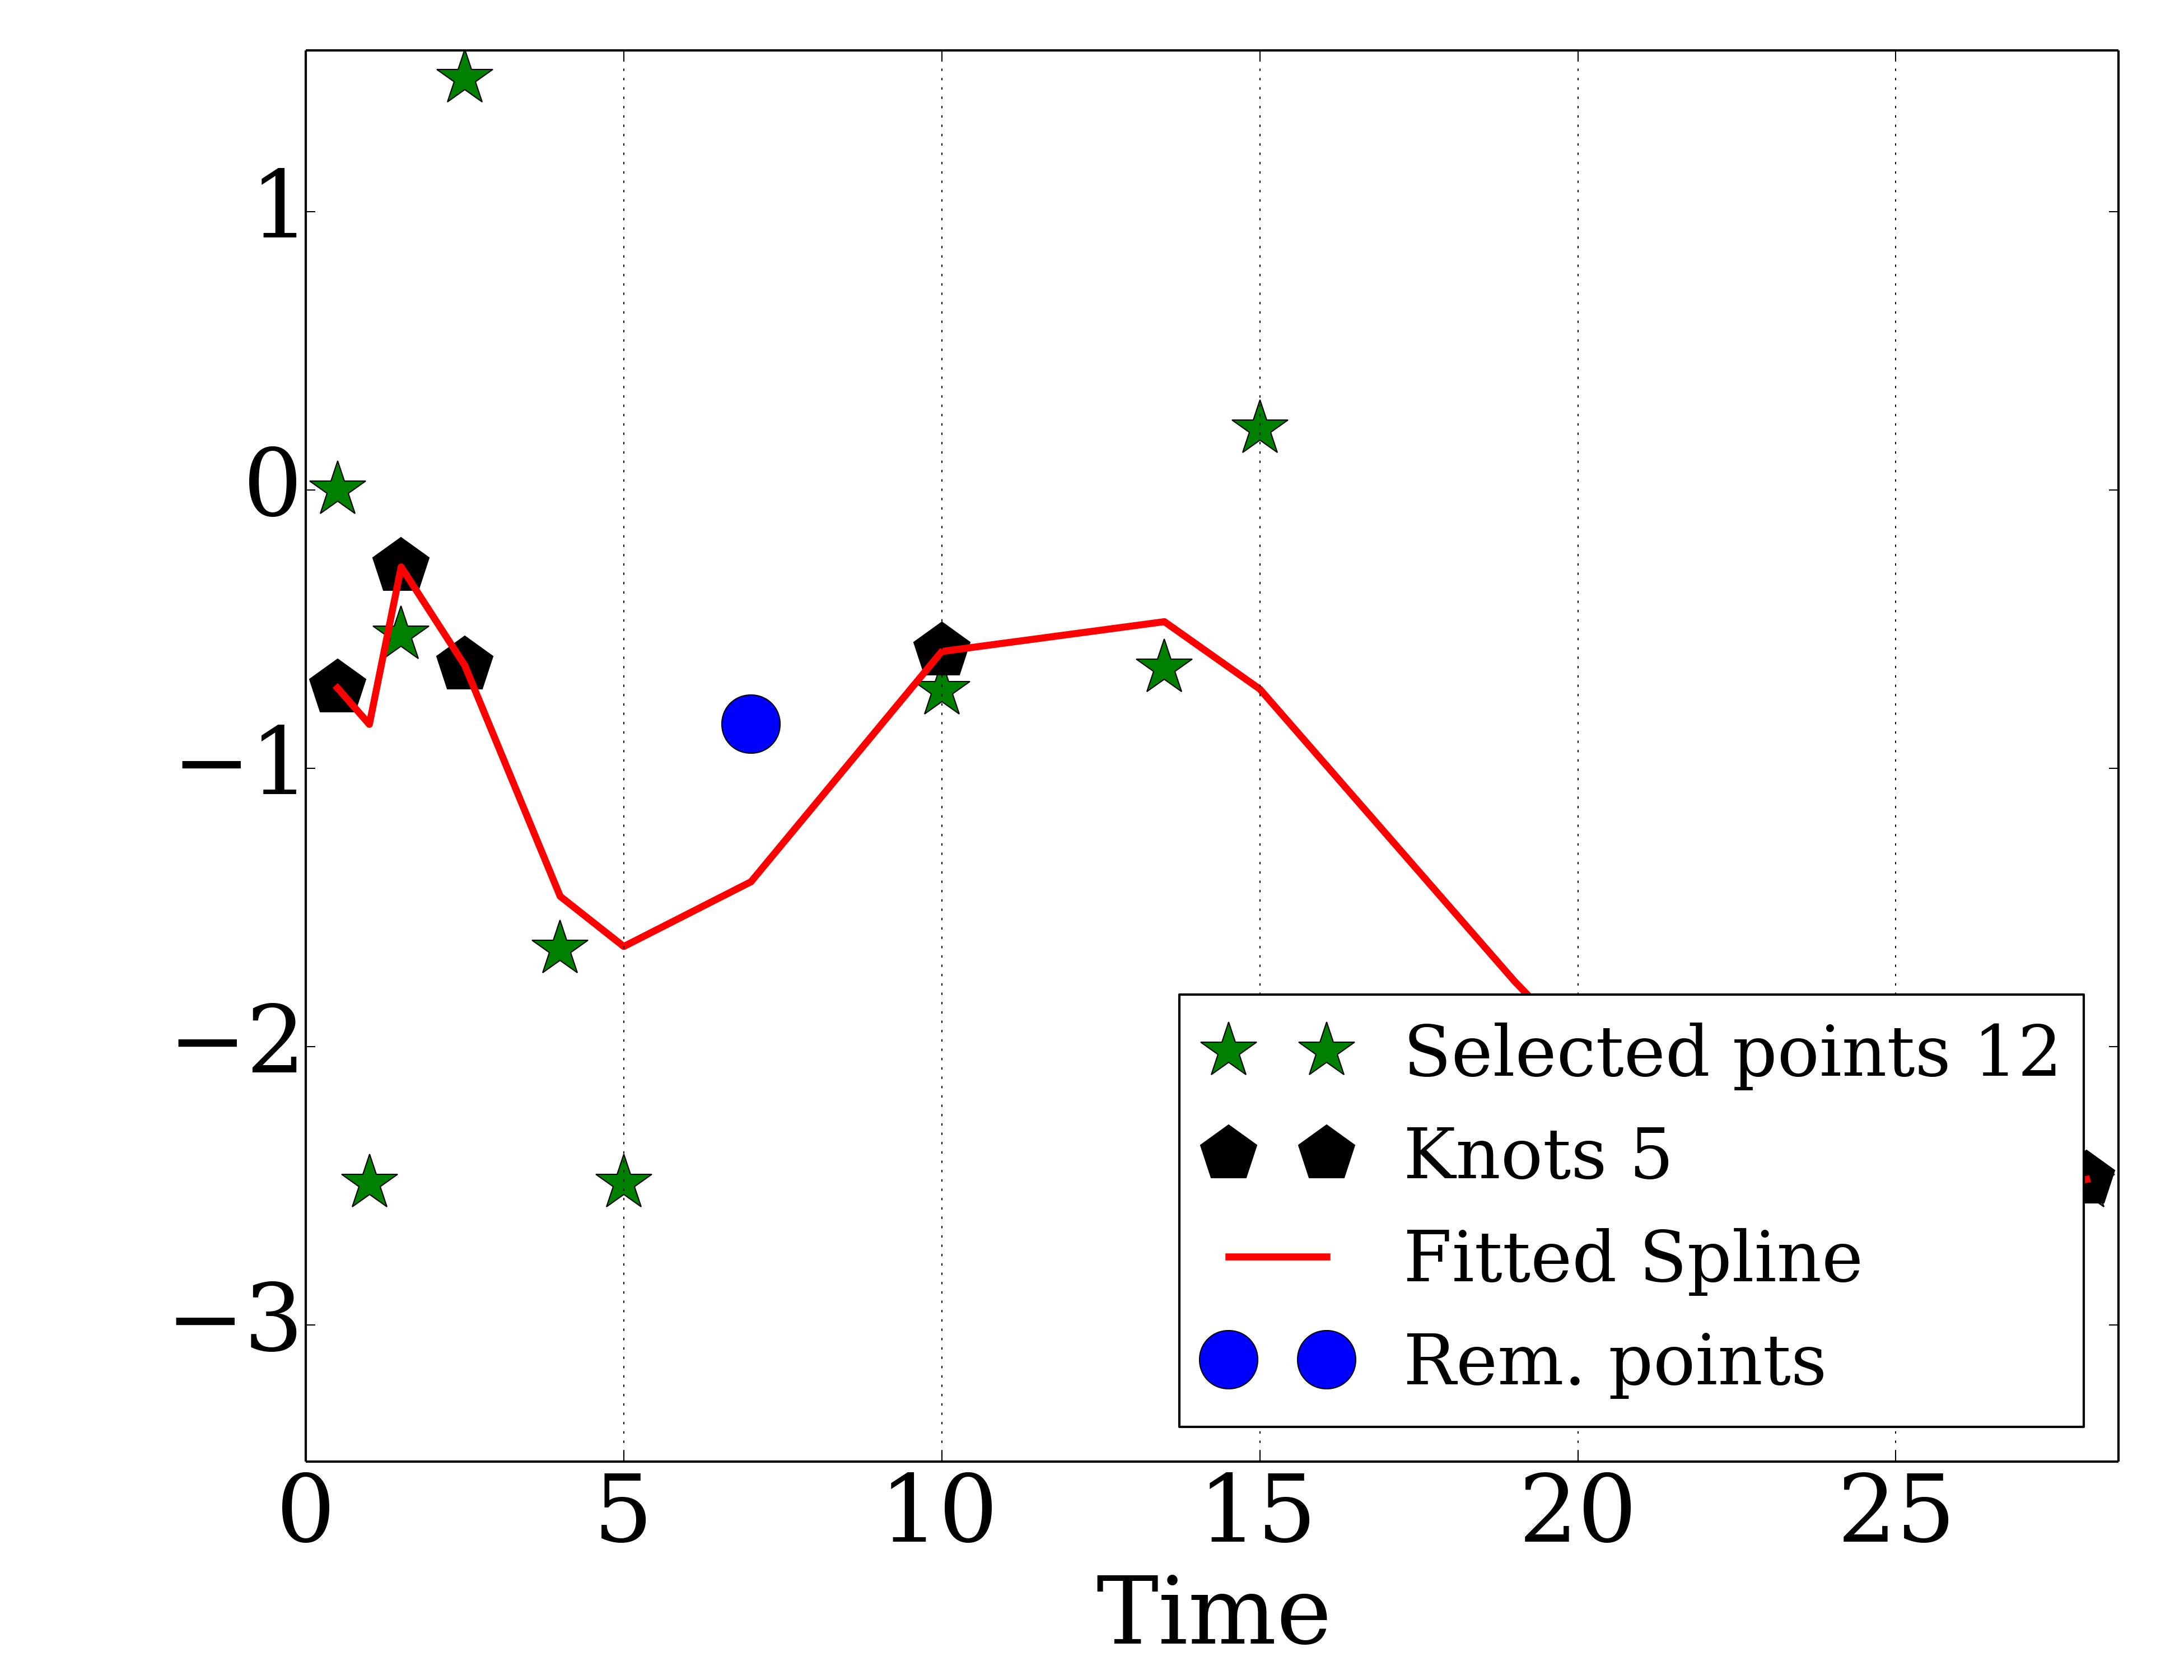 1
0
−1
−2
−3
Selected points 12
Knots 5
Fitted Spline
Rem. points
0 5 10 15 20 25
Time